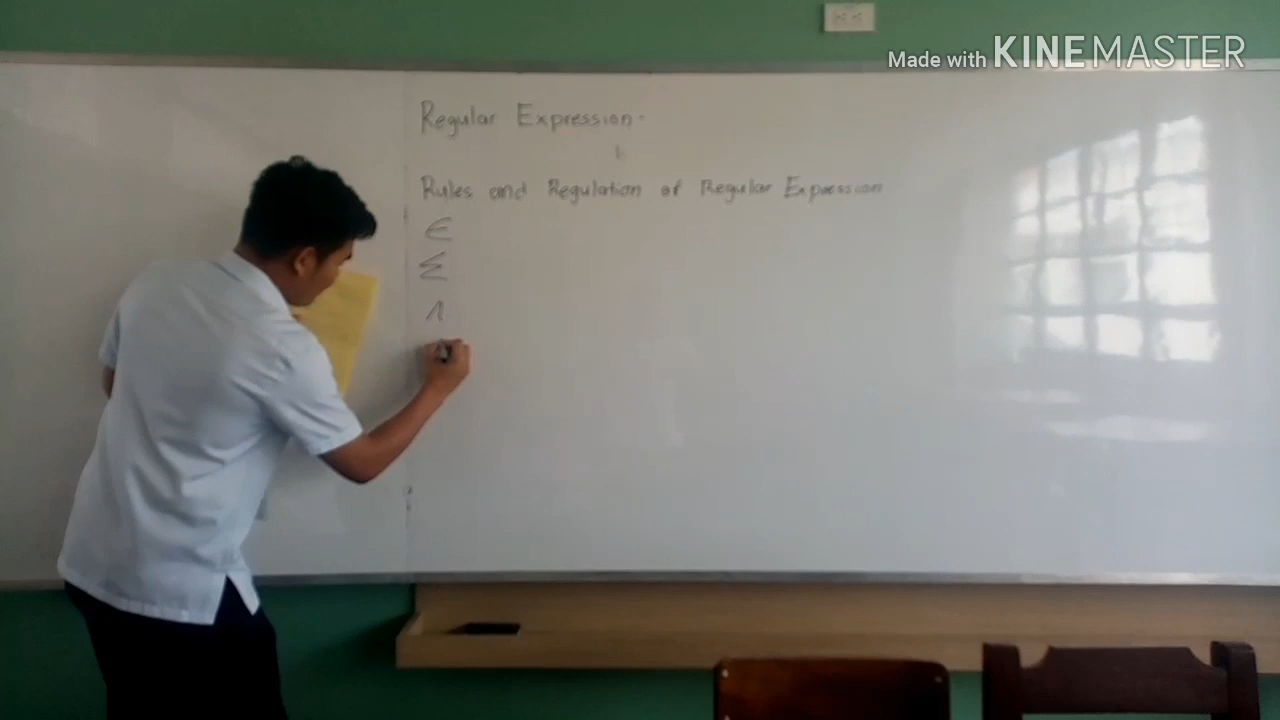 Made with KINEMASTER
Regular Expression -
Rules and Regulation of Regular Expression
∈
Σ
Λ